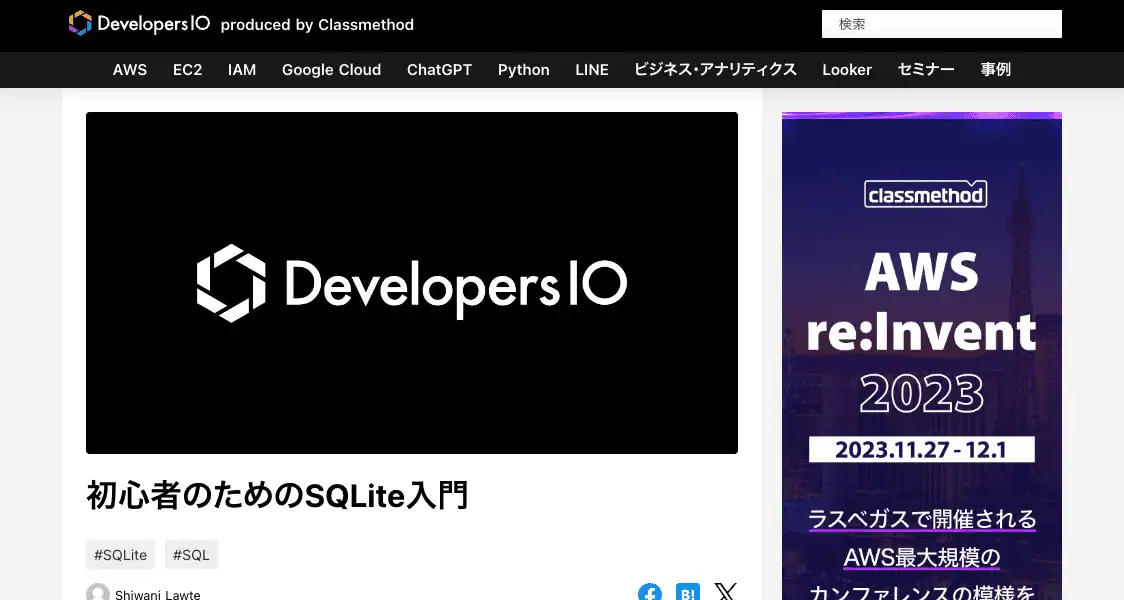 DevelopersIO produced by Classmethod
検索
AWS EC2 IAM Google Cloud ChatGPT Python LINE ビジネス・アナリティクス Looker セミナー 事例
DevelopersIO
初心者のためのSQLite入門
#SQLite #SQL
Shiwani Lawte
B!
classmethod
AWS
re:Invent
2023
2023.11.27 - 12.1
ラスベガスで開催される
AWS最大規模の
カンファレンスの模様を